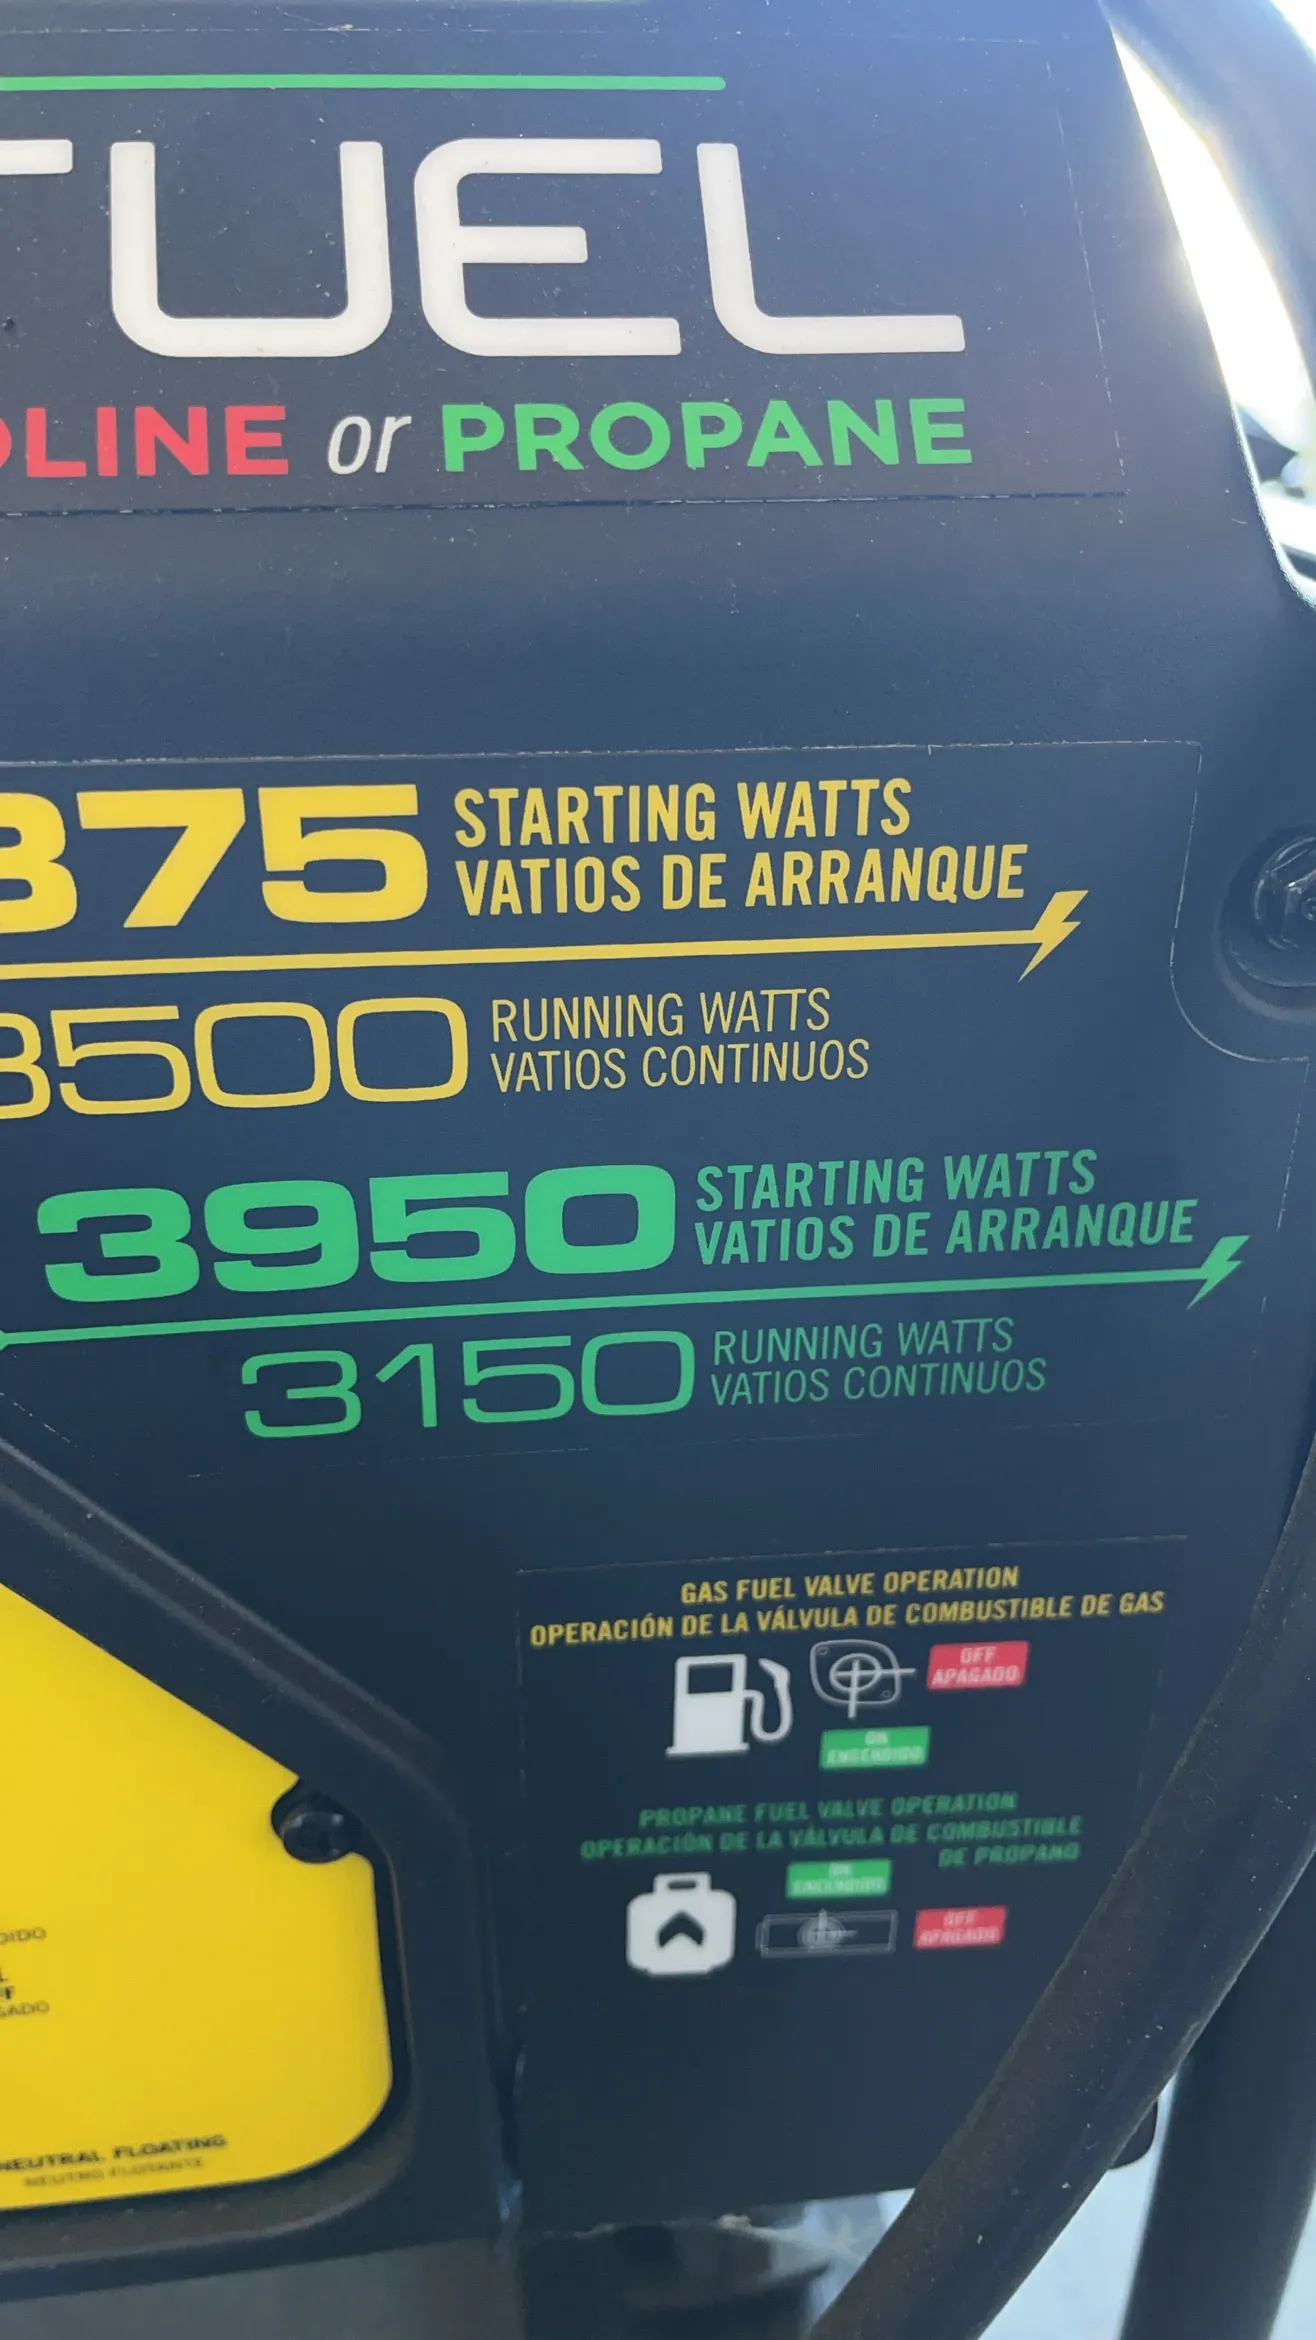 FUEL
OLINE or PROPANE
375 STARTING WATTS
VATIOS DE ARRANQUE
3500 RUNNING WATTS
VATIOS CONTINUOS
3950 STARTING WATTS
VATIOS DE ARRANQUE
3150 RUNNING WATTS
VATIOS CONTINUOS
GAS FUEL VALVE OPERATION
OPERACIÓN DE LA VÁLVULA DE COMBUSTIBLE DE GAS
OFF
APAGADO
ON
ENCENDIDO
PROPANE FUEL VALVE OPERATION
OPERACIÓN DE LA VÁLVULA DE COMBUSTIBLE
DE PROPANO
ON
ENCENDIDO
OFF
APAGADO
DIDO
GADO
NEUTRAL FLOATING
NEUTRO FLOTANTE